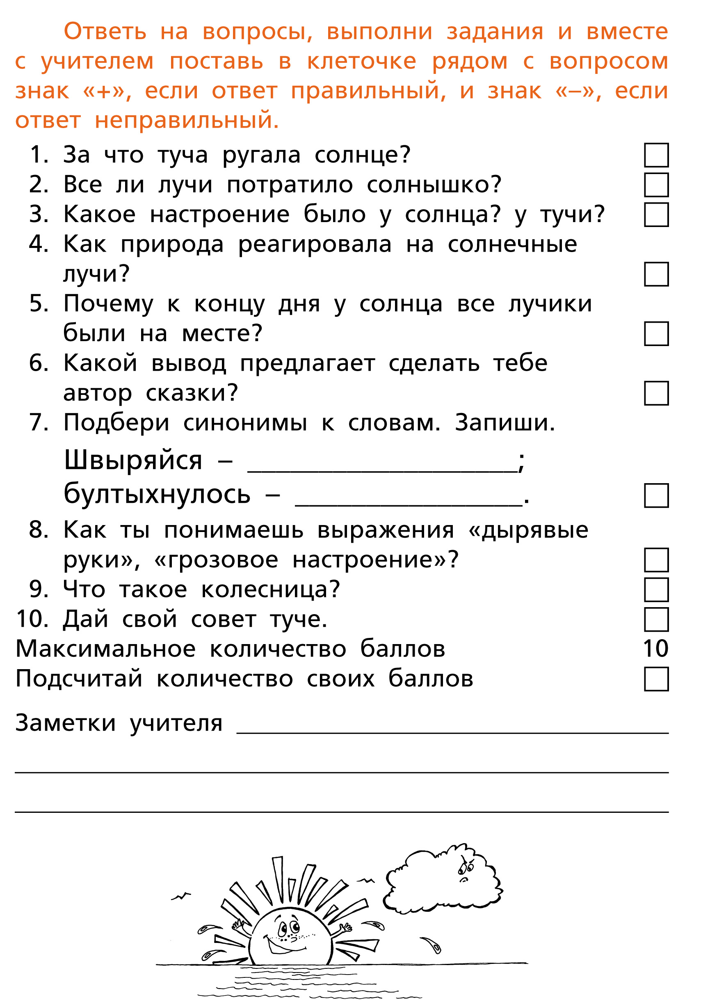 Ответь на вопросы, выполни задания и вместе
с учителем поставь в клеточке рядом с вопросом
знак «+», если ответ правильный, и знак «–», если
ответ неправильный.
1. За что туча ругала солнце?
2. Все ли лучи потратило солнышко?
3. Какое настроение было у солнца? у тучи?
4. Как природа реагировала на солнечные
лучи?
5. Почему к концу дня у солнца все лучики
были на месте?
6. Какой вывод предлагает сделать тебе
автор сказки?
7. Подбери синонимы к словам. Запиши.
Швыряйся – ___________________;
бултыхнулось – ________________.
8. Как ты понимаешь выражения «дырявые
руки», «грозовое настроение»?
9. Что такое колесница?
10. Дай свой совет туче.
Максимальное количество баллов 10
Подсчитай количество своих баллов
Заметки учителя